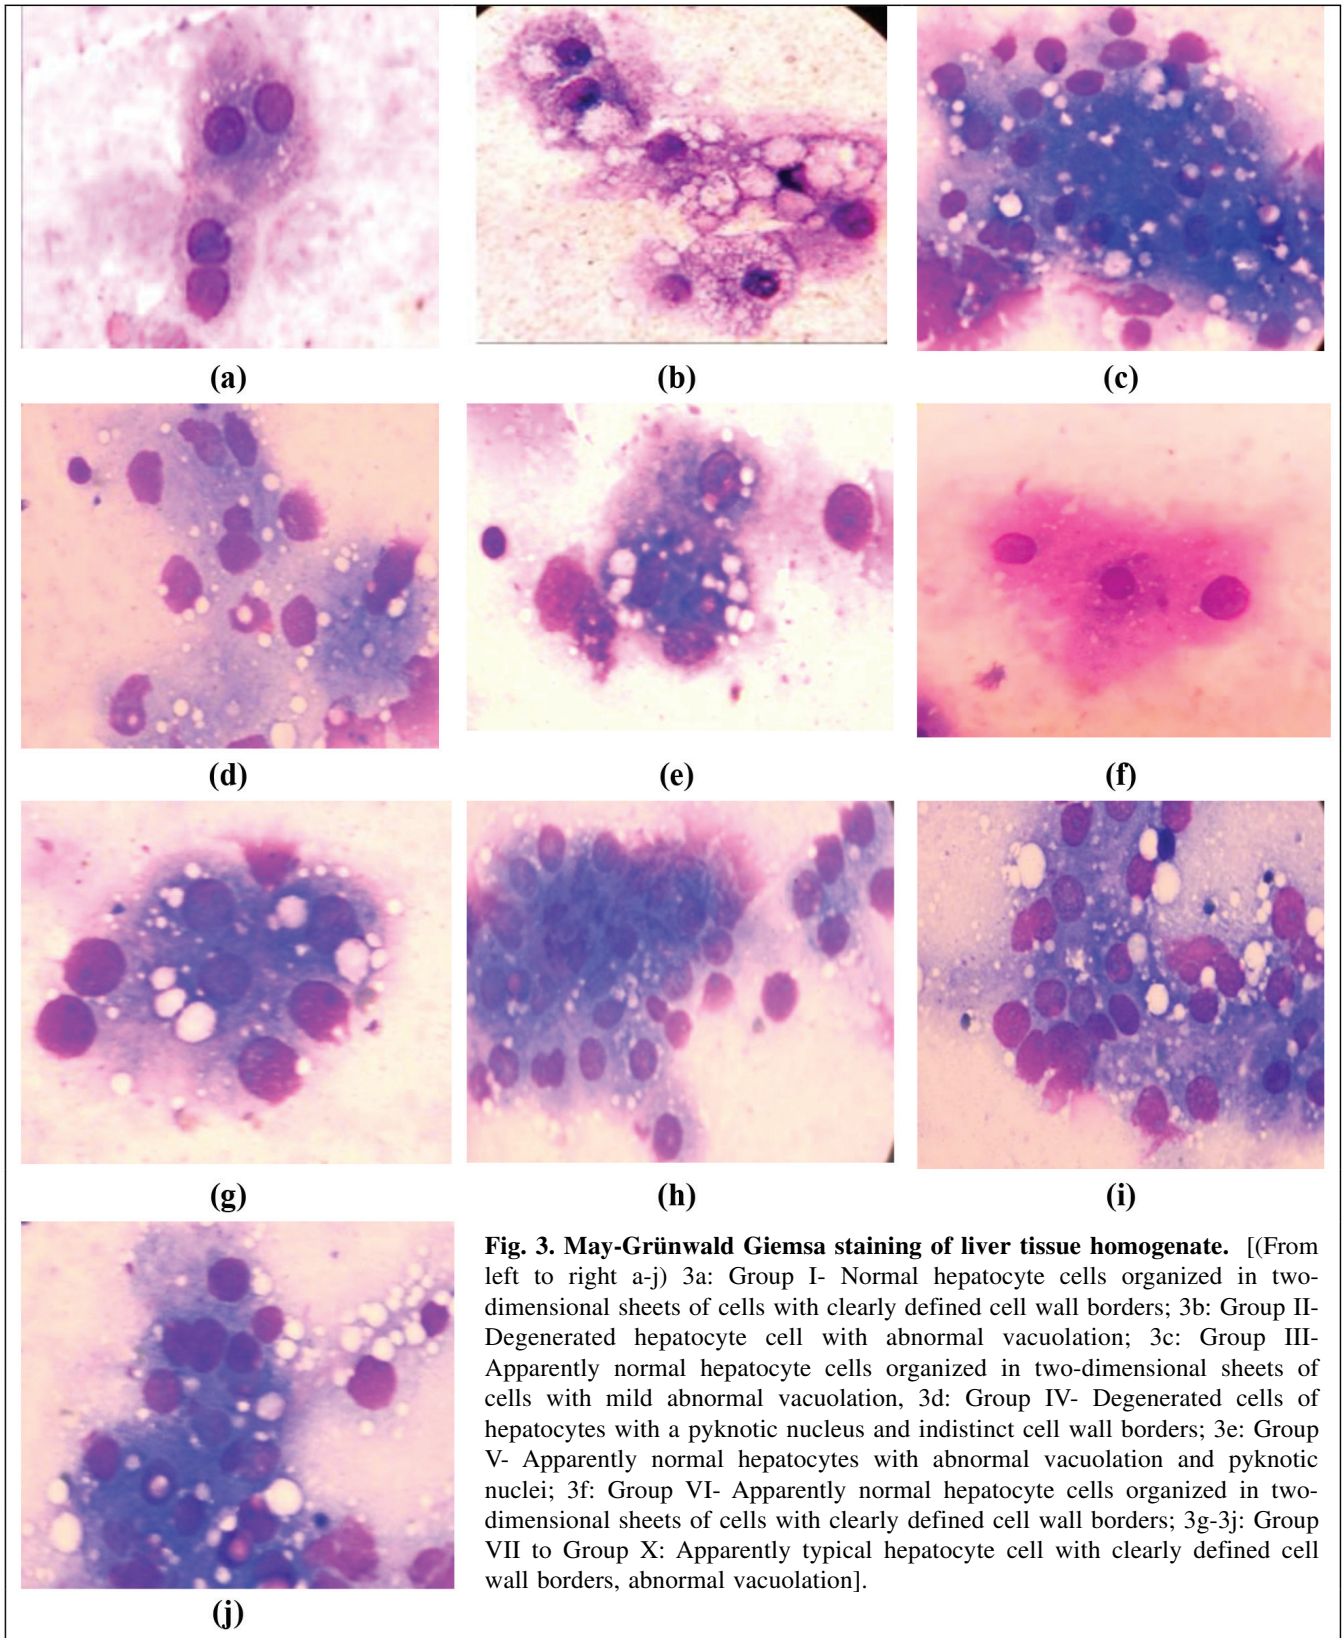 (a)
(b)
(c)
(d)
(e)
(f)
(g)
(h)
(i)
(j)
Fig. 3. May-Grünwald Giemsa staining of liver tissue homogenate. [(From
left to right a-j) 3a: Group I- Normal hepatocyte cells organized in two-
dimensional sheets of cells with clearly defined cell wall borders; 3b: Group II-
Degenerated hepatocyte cell with abnormal vacuolation; 3c: Group III-
Apparently normal hepatocyte cells organized in two-dimensional sheets of
cells with mild abnormal vacuolation, 3d: Group IV- Degenerated cells of
hepatocytes with a pyknotic nucleus and indistinct cell wall borders; 3e: Group
V- Apparently normal hepatocytes with abnormal vacuolation and pyknotic
nuclei; 3f: Group VI- Apparently normal hepatocyte cells organized in two-
dimensional sheets of cells with clearly defined cell wall borders; 3g-3j: Group
VII to Group X: Apparently typical hepatocyte cell with clearly defined cell
wall borders, abnormal vacuolation].